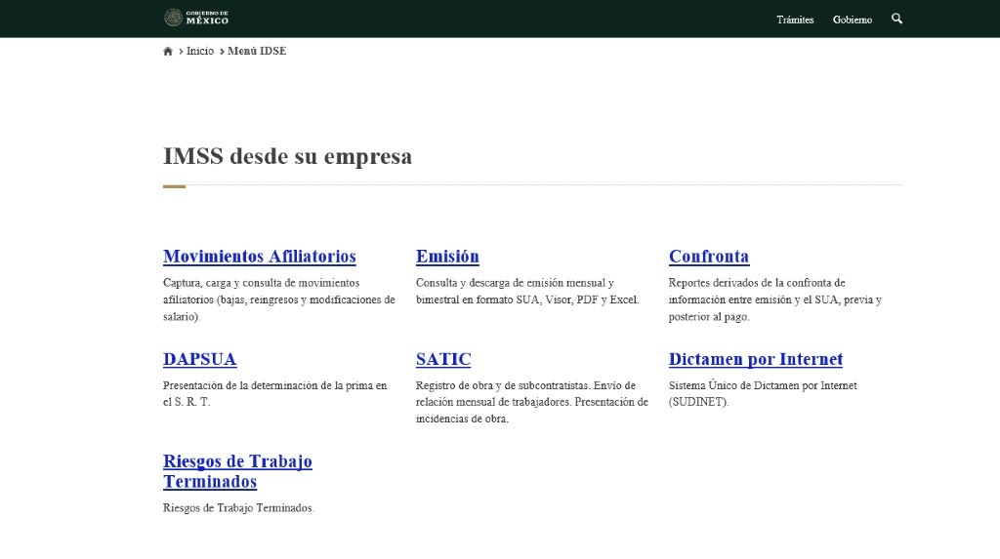 GOBIERNO DE
MÉXICO
Trámites
Gobierno
Inicio
Menú IDSE
IMSS desde su empresa
Movimientos Afiliatorios
Captura, carga y consulta de movimientos
afiliatorios (bajas, reingresos y modificaciones de
salario).
Emisión
Consulta y descarga de emisión mensual y
bimestral en formato SUA, Visor, PDF y Excel.
Confronta
Reportes derivados de la confronta de
información entre emisión y el SUA, previa y
posterior al pago.
DAPSUA
Presentación de la determinación de la prima en
el S. R. T.
SATIC
Registro de obra y de subcontratistas. Envío de
relación mensual de trabajadores. Presentación de
incidencias de obra.
Dictamen por Internet
Sistema Único de Dictamen por Internet
(SUDINET).
Riesgos de Trabajo
Terminados
Riesgos de Trabajo Terminados.